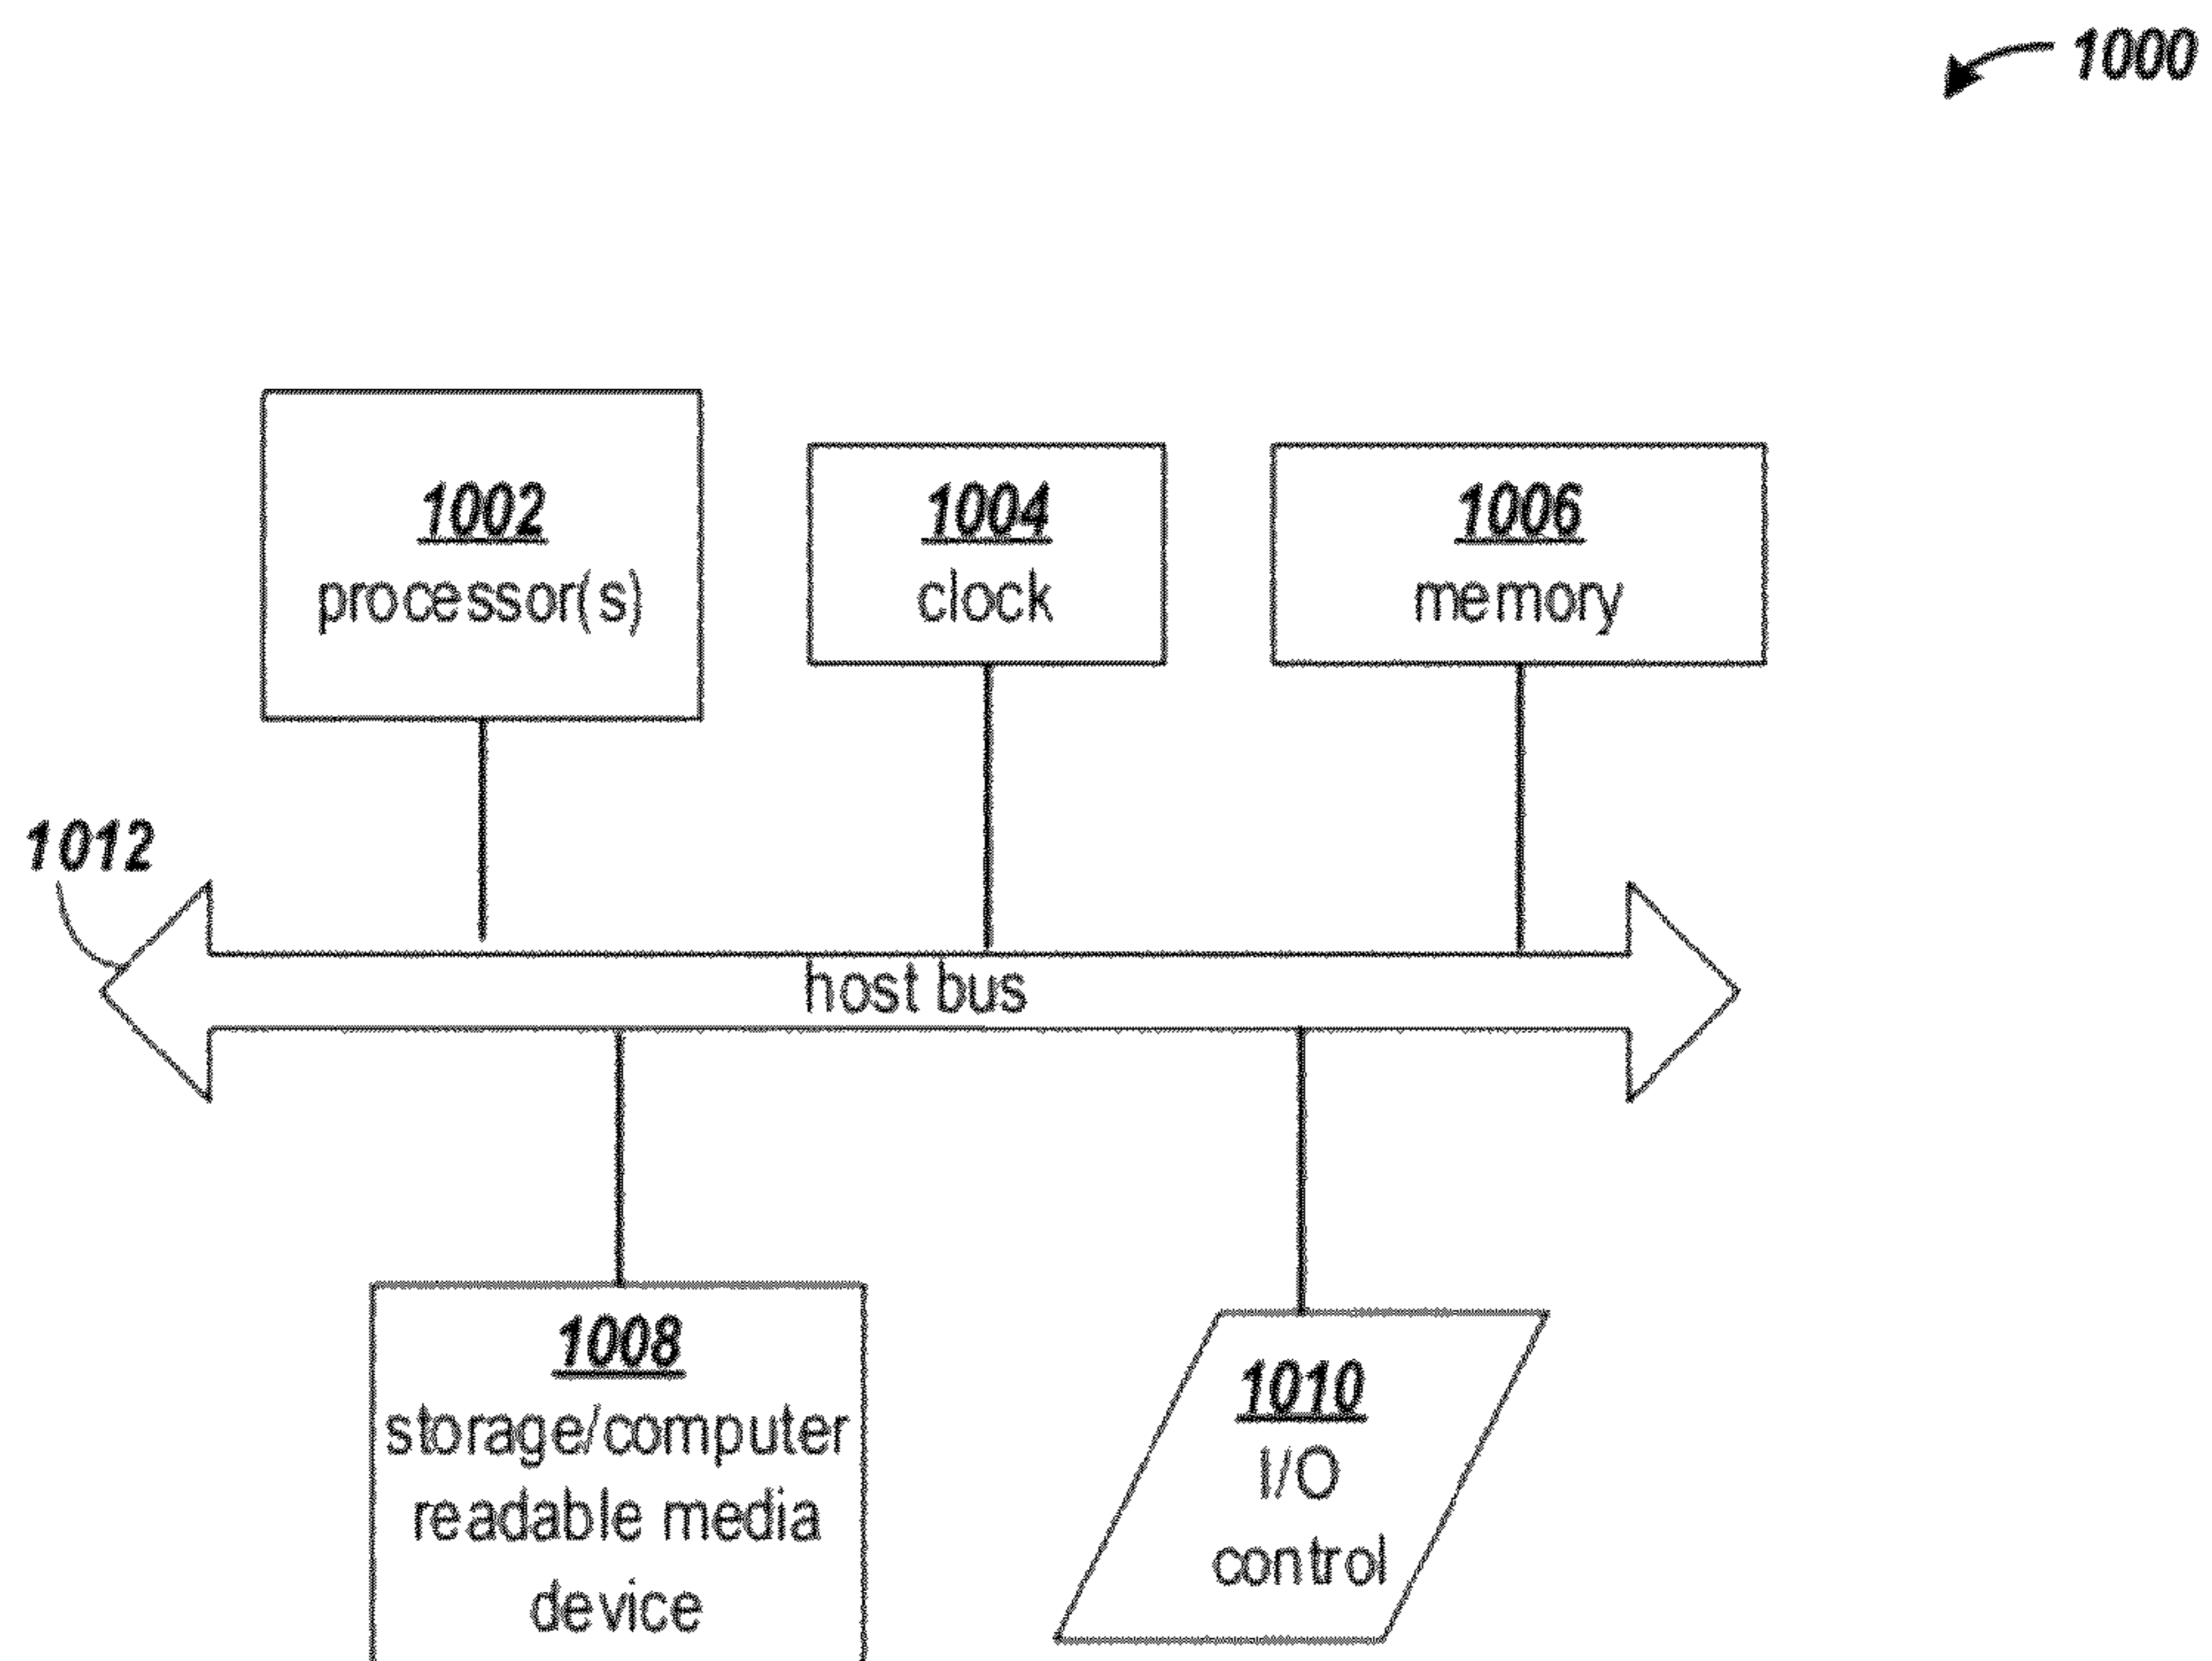 1000
1002
processor(s)
1004
clock
1006
memory
1012
host bus
1008
storage/computer
readable media
device
1010
I/O
control